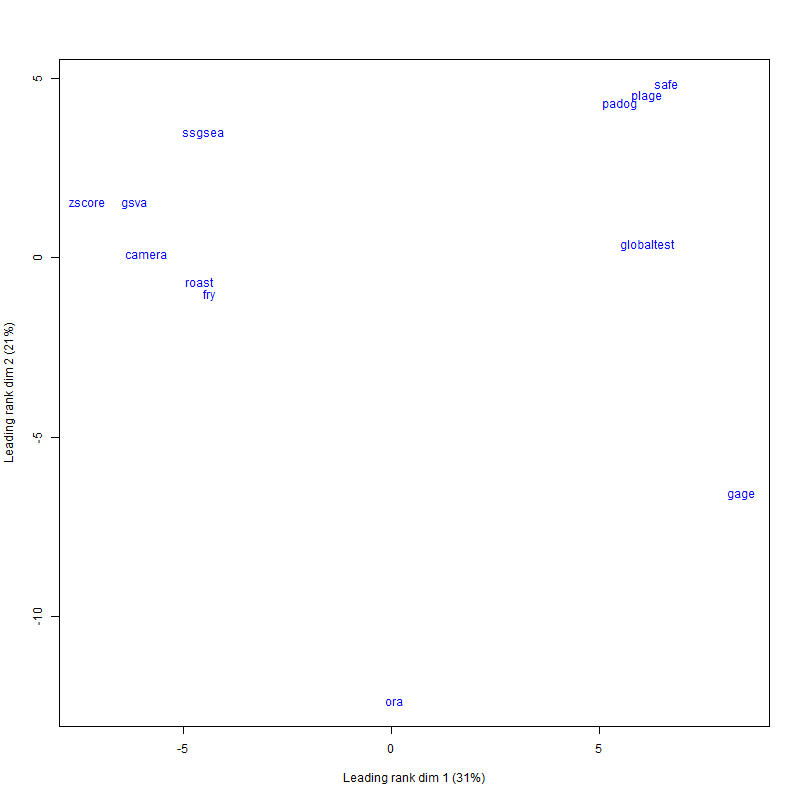 5
safe
plage
padog
ssgsea
zscore gsva
globaltest
0
camera
roast
fry
Leading rank dim 2 (21%)
-5
gage
-10
ora
-5 0 5
Leading rank dim 1 (31%)